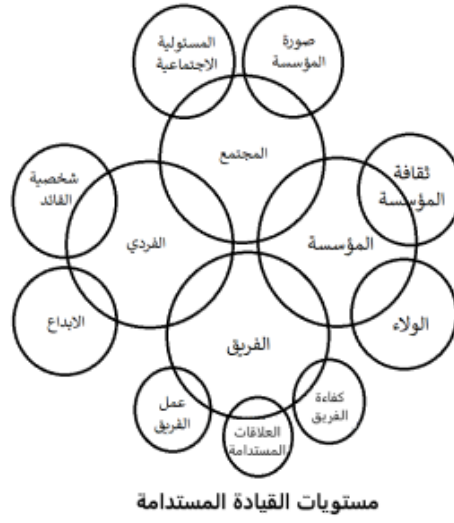 المسئولية
الاجتماعية
صورة
المؤسسة
المجتمع
شخصية
القائد
الفردي
الابداع
ثقافة
المؤسسة
المؤسسة
الولاء
الفريق
عمل
الفريق
العلاقات
المستدامة
كفاءة
الفريق
مستويات القيادة المستدامة